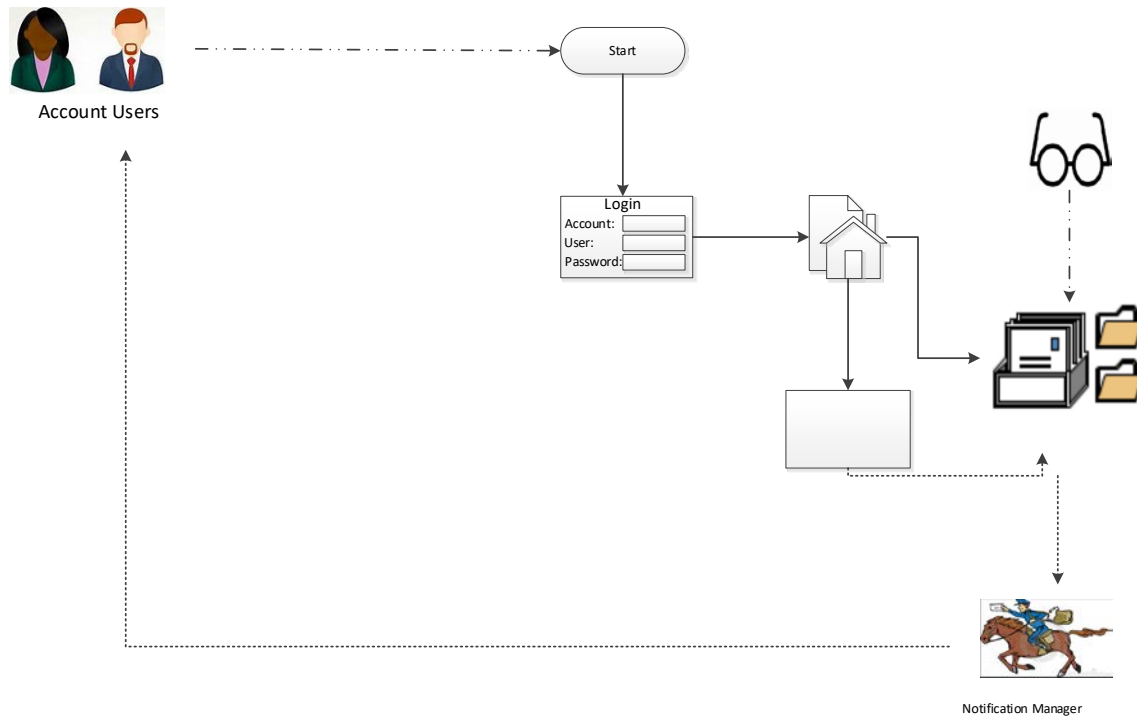 Start
Account Users
Login
Account:
User:
Password:
Notification Manager